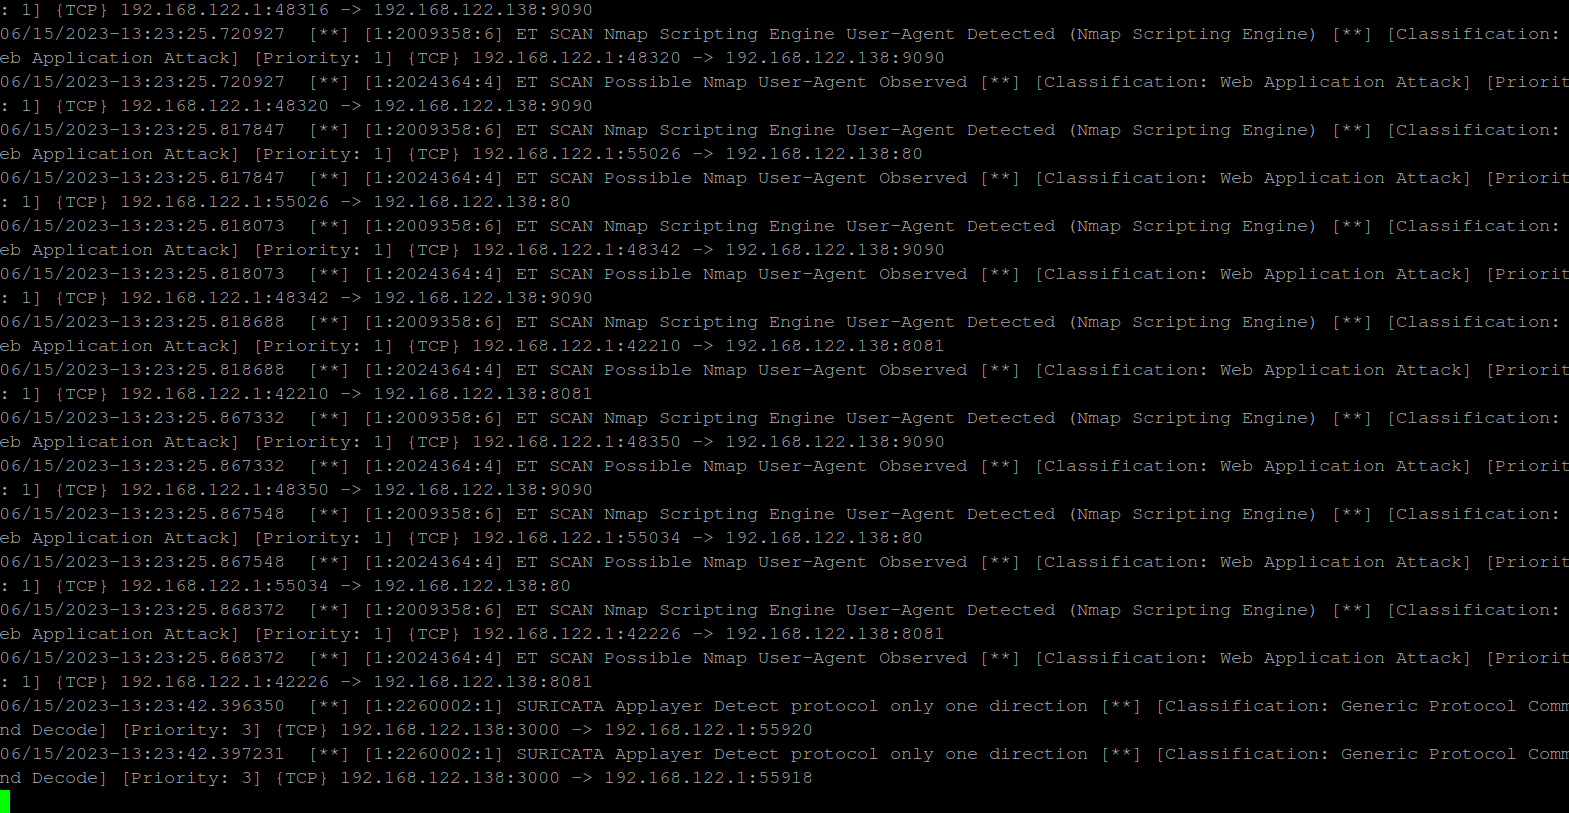 : 1] {TCP} 192.168.122.1:48316 -> 192.168.122.138:9090
06/15/2023-13:23:25.720927  [**] [1:2009358:6] ET SCAN Nmap Scripting Engine User-Agent Detected (Nmap Scripting Engine) [**] [Classification:
eb Application Attack] [Priority: 1] {TCP} 192.168.122.1:48320 -> 192.168.122.138:9090
06/15/2023-13:23:25.720927  [**] [1:2024364:4] ET SCAN Possible Nmap User-Agent Observed [**] [Classification: Web Application Attack] [Priorit
: 1] {TCP} 192.168.122.1:48320 -> 192.168.122.138:9090
06/15/2023-13:23:25.817847  [**] [1:2009358:6] ET SCAN Nmap Scripting Engine User-Agent Detected (Nmap Scripting Engine) [**] [Classification:
eb Application Attack] [Priority: 1] {TCP} 192.168.122.1:55026 -> 192.168.122.138:80
06/15/2023-13:23:25.817847  [**] [1:2024364:4] ET SCAN Possible Nmap User-Agent Observed [**] [Classification: Web Application Attack] [Priorit
: 1] {TCP} 192.168.122.1:55026 -> 192.168.122.138:80
06/15/2023-13:23:25.818073  [**] [1:2009358:6] ET SCAN Nmap Scripting Engine User-Agent Detected (Nmap Scripting Engine) [**] [Classification:
eb Application Attack] [Priority: 1] {TCP} 192.168.122.1:48342 -> 192.168.122.138:9090
06/15/2023-13:23:25.818073  [**] [1:2024364:4] ET SCAN Possible Nmap User-Agent Observed [**] [Classification: Web Application Attack] [Priorit
: 1] {TCP} 192.168.122.1:48342 -> 192.168.122.138:9090
06/15/2023-13:23:25.818688  [**] [1:2009358:6] ET SCAN Nmap Scripting Engine User-Agent Detected (Nmap Scripting Engine) [**] [Classification:
eb Application Attack] [Priority: 1] {TCP} 192.168.122.1:42210 -> 192.168.122.138:8081
06/15/2023-13:23:25.818688  [**] [1:2024364:4] ET SCAN Possible Nmap User-Agent Observed [**] [Classification: Web Application Attack] [Priorit
: 1] {TCP} 192.168.122.1:42210 -> 192.168.122.138:8081
06/15/2023-13:23:25.867332  [**] [1:2009358:6] ET SCAN Nmap Scripting Engine User-Agent Detected (Nmap Scripting Engine) [**] [Classification:
eb Application Attack] [Priority: 1] {TCP} 192.168.122.1:48350 -> 192.168.122.138:9090
06/15/2023-13:23:25.867332  [**] [1:2024364:4] ET SCAN Possible Nmap User-Agent Observed [**] [Classification: Web Application Attack] [Priorit
: 1] {TCP} 192.168.122.1:48350 -> 192.168.122.138:9090
06/15/2023-13:23:25.867548  [**] [1:2009358:6] ET SCAN Nmap Scripting Engine User-Agent Detected (Nmap Scripting Engine) [**] [Classification:
eb Application Attack] [Priority: 1] {TCP} 192.168.122.1:55034 -> 192.168.122.138:80
06/15/2023-13:23:25.867548  [**] [1:2024364:4] ET SCAN Possible Nmap User-Agent Observed [**] [Classification: Web Application Attack] [Priorit
: 1] {TCP} 192.168.122.1:55034 -> 192.168.122.138:80
06/15/2023-13:23:25.868372  [**] [1:2009358:6] ET SCAN Nmap Scripting Engine User-Agent Detected (Nmap Scripting Engine) [**] [Classification:
eb Application Attack] [Priority: 1] {TCP} 192.168.122.1:42226 -> 192.168.122.138:8081
06/15/2023-13:23:25.868372  [**] [1:2024364:4] ET SCAN Possible Nmap User-Agent Observed [**] [Classification: Web Application Attack] [Priorit
: 1] {TCP} 192.168.122.1:42226 -> 192.168.122.138:8081
06/15/2023-13:23:42.396350  [**] [1:2260002:1] SURICATA Applayer Detect protocol only one direction [**] [Classification: Generic Protocol Comm
nd Decode] [Priority: 3] {TCP} 192.168.122.138:3000 -> 192.168.122.1:55920
06/15/2023-13:23:42.397231  [**] [1:2260002:1] SURICATA Applayer Detect protocol only one direction [**] [Classification: Generic Protocol Comm
nd Decode] [Priority: 3] {TCP} 192.168.122.138:3000 -> 192.168.122.1:55918